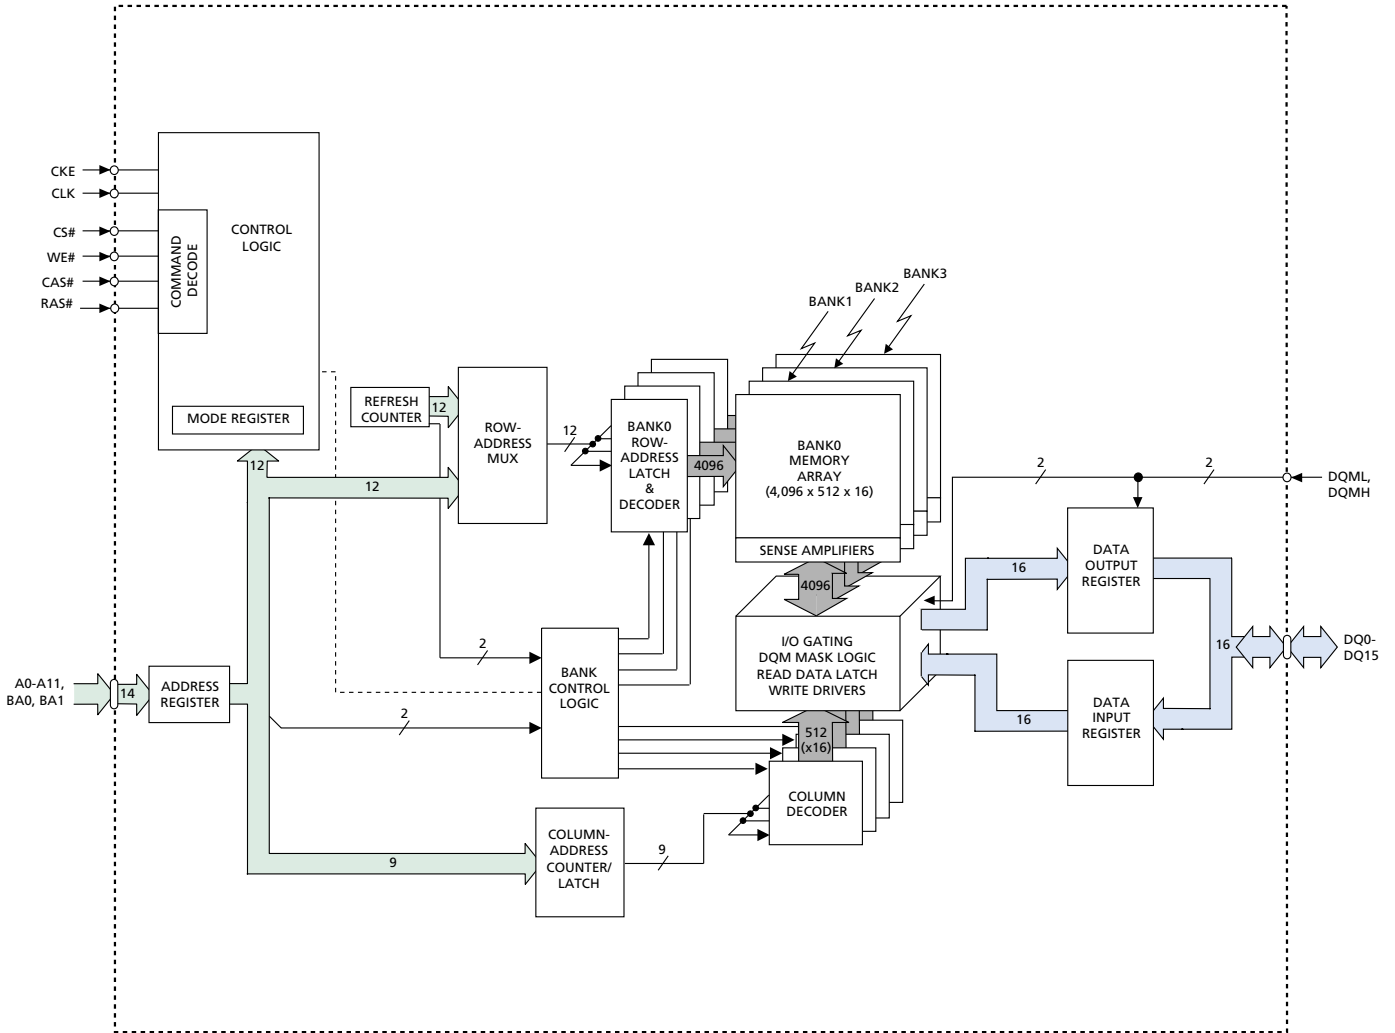 CKE
CLK
CS#
WE#
CAS#
RAS#
COMMAND
DECODE
CONTROL
LOGIC
MODE REGISTER
12
12
REFRESH
COUNTER
12
ROW-
ADDRESS
MUX
12
BANK0
ROW-
ADDRESS
LATCH
&
DECODER
4096
BANK1
BANK2
BANK3
BANK0
MEMORY
ARRAY
(4,096 x 512 x 16)
SENSE AMPLIFIERS
4096
I/O GATING
DQM MASK LOGIC
READ DATA LATCH
WRITE DRIVERS
512
(x16)
COLUMN
DECODER
2
2
DQML,
DQMH
DATA
OUTPUT
REGISTER
16
16
DQ0-
DQ15
DATA
INPUT
REGISTER
16
A0-A11,
BA0, BA1
14
ADDRESS
REGISTER
2
2
BANK
CONTROL
LOGIC
9
COLUMN-
ADDRESS
COUNTER/
LATCH
9